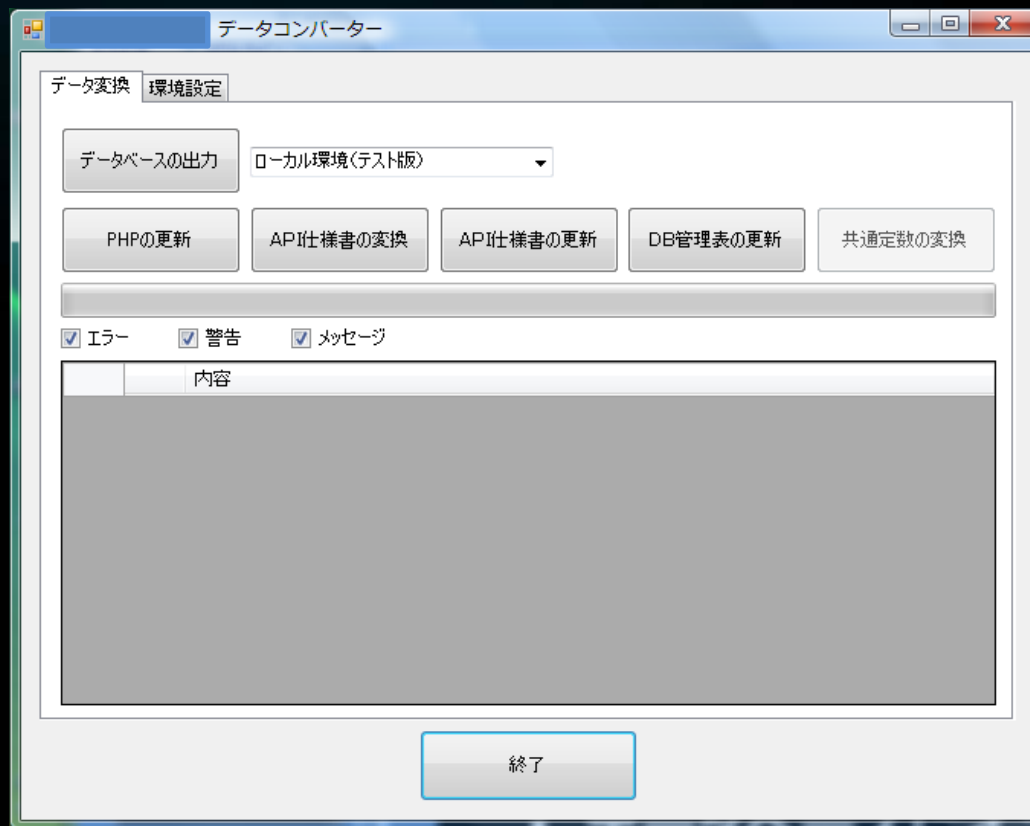 データコンバーター
データ変換 環境設定
データベースの出力 ローカル環境(テスト版)
PHPの更新 API仕様書の変換 API仕様書の更新 DB管理表の更新 共通定数の変換
エラー 警告 メッセージ
内容
終了